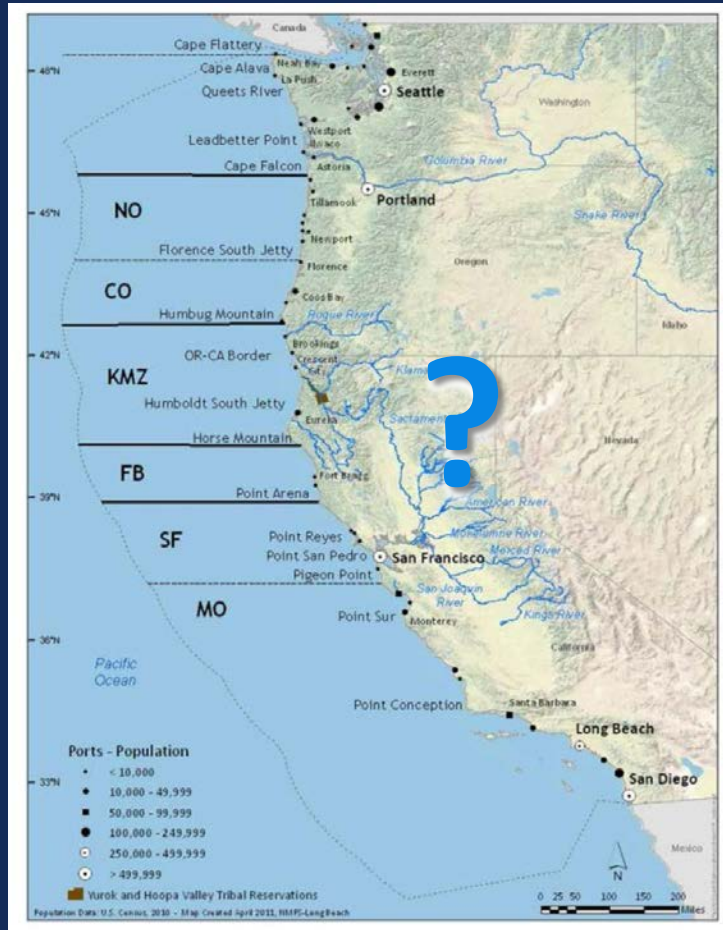 Canada
Cape Flattery
48°N
Neah Bay
Cape Alava
La Push
Everett
Queets River
Seattle
Washington
Westport
Leadbetter Point
Ilwaco
Columbia River
Cape Falcon
Astoria
Portland
Snake River
NO
Tillamook
45°N
Newport
Florence South Jetty
Florence
Oregon
CO
Coos Bay
Humbug Mountain
Rogue River
Idaho
Brookings
42°N
OR-CA Border
Crescent
City
KMZ
?
Humboldt South Jetty
Eureka
Horse Mountain
Nevada
FB
Fort Bragg
39°N
Point Arena
American River
SF
Point Reyes
Mokelumne River
Point San Pedro
San Francisco
Merced River
Pigeon Point
MO
San Joaquin
River
Kings River
Point Sur
Monterey
36°N
California
Pacific
Ocean
Point Conception
Santa Barbara
Long Beach
Ports - Population
< 10,000
10,000 - 49,999
50,000 - 99,999
100,000 - 249,999
250,000 - 499,999
> 499,999
33°N
San Diego
Mexico
N
Yurok and Hoopa Valley Tribal Reservations
0 25 50 100 150 200
Miles
Population Data: U.S. Census, 2010 - Map Created April 2011, NMFS-Long Beach